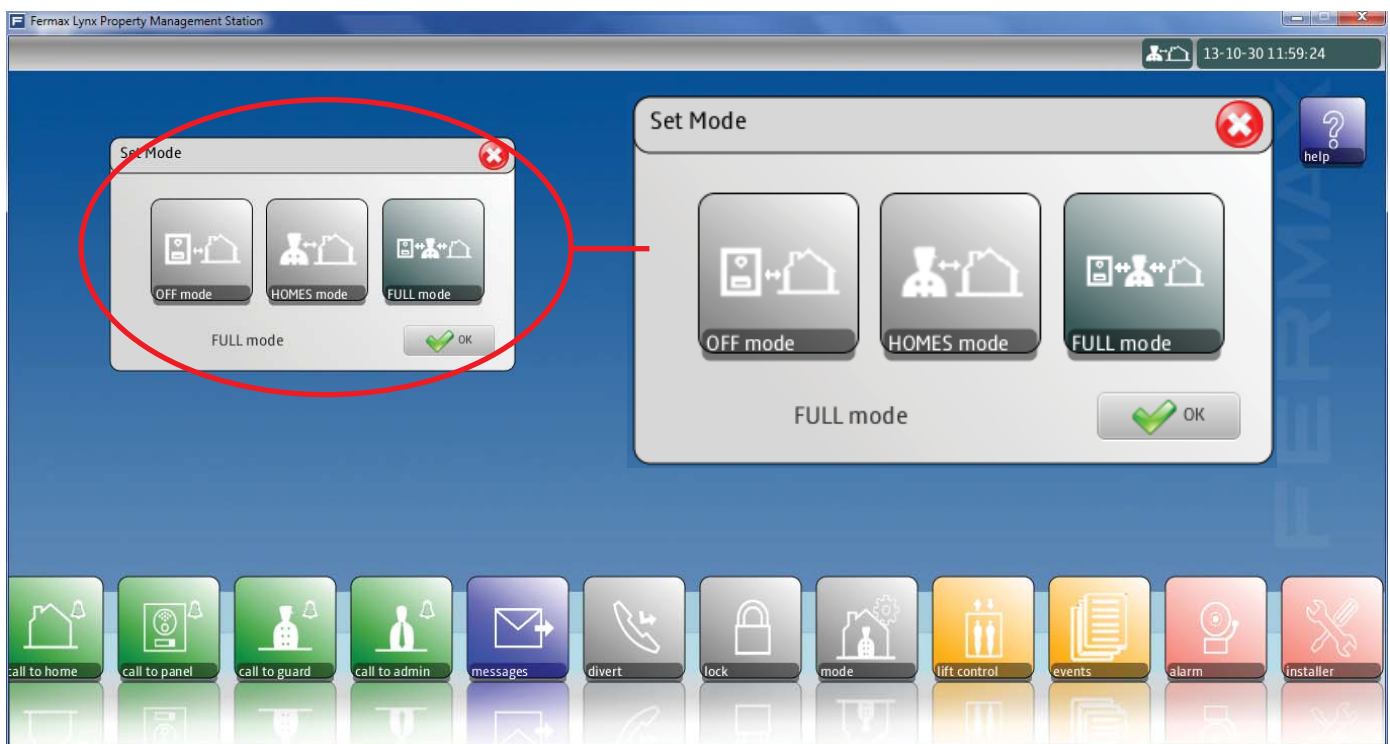 Fermax Lynx Property Management Station
13-10-30 11:59:24
Set Mode
OFF mode
HOMES mode
FULL mode
FULL mode
OK
Set Mode
OFF mode
HOMES mode
FULL mode
FULL mode
OK
help
FERMAX
call to home
call to panel
call to guard
call to admin
messages
divert
lock
mode
lift control
events
alarm
installer